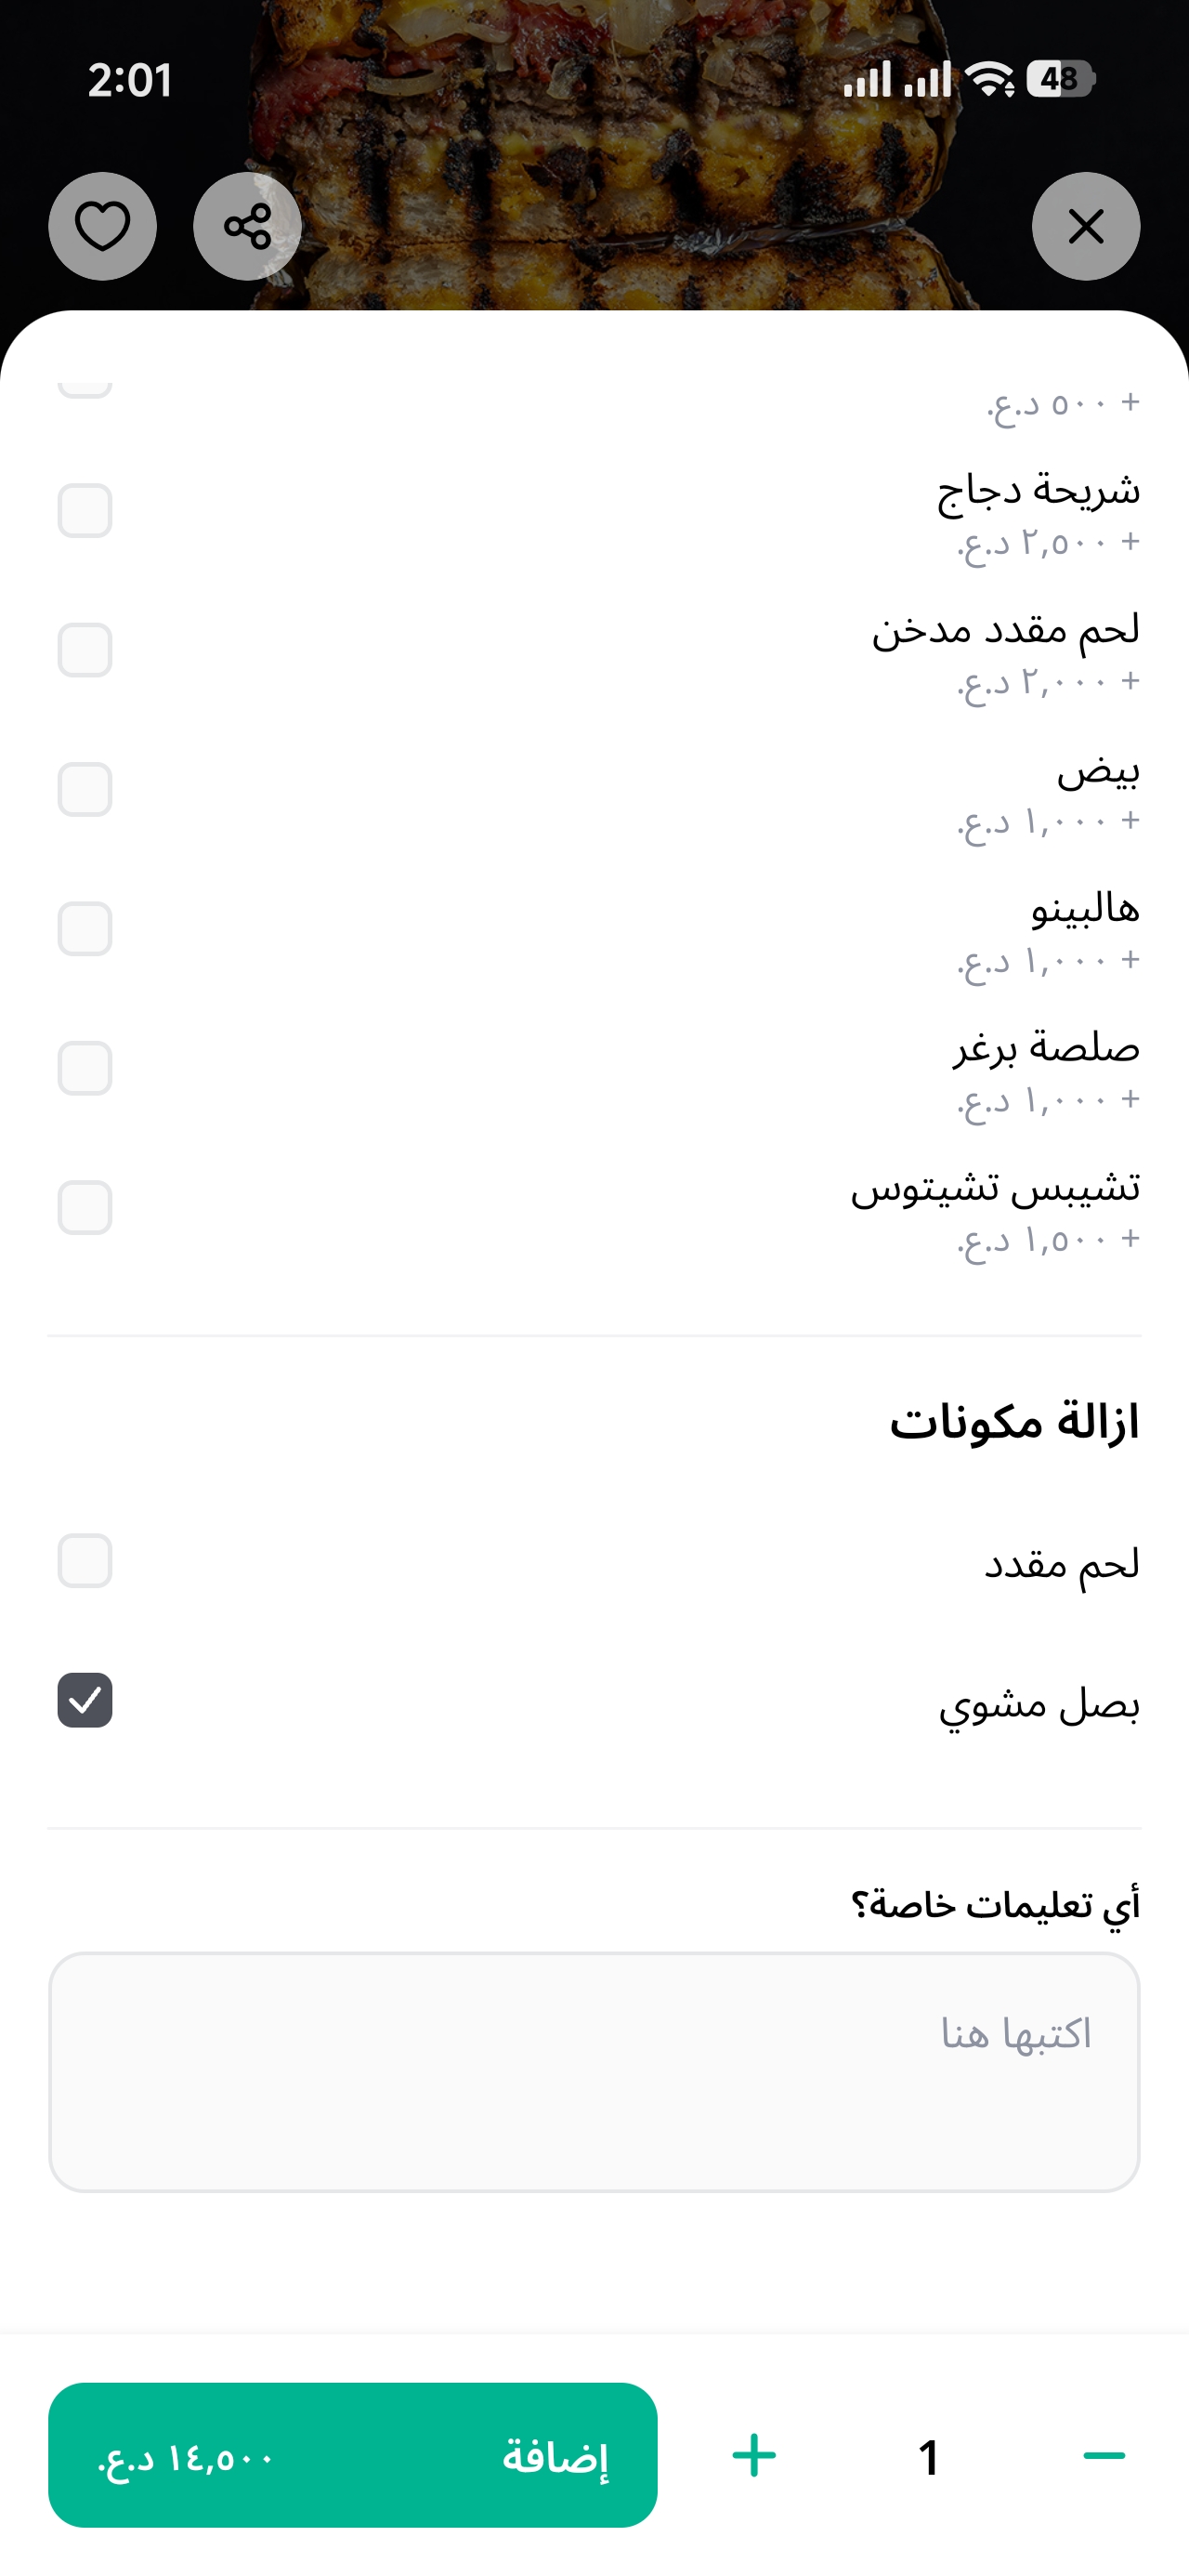 2:01
48
+ ٥٠٠ د.ع.
شريحة دجاج
+ ٢,٥٠٠ د.ع.
لحم مقدد مدخن
+ ٢,٠٠٠ د.ع.
بيض
+ ١,٠٠٠ د.ع.
هالبينو
+ ١,٠٠٠ د.ع.
صلصة برغر
+ ١,٠٠٠ د.ع.
تشيبس تشيتوس
+ ١,٥٠٠ د.ع.
ازالة مكونات
لحم مقدد
بصل مشوي
أي تعليمات خاصة؟
اكتبها هنا
1
إضافة ١٤,٥٠٠ د.ع.